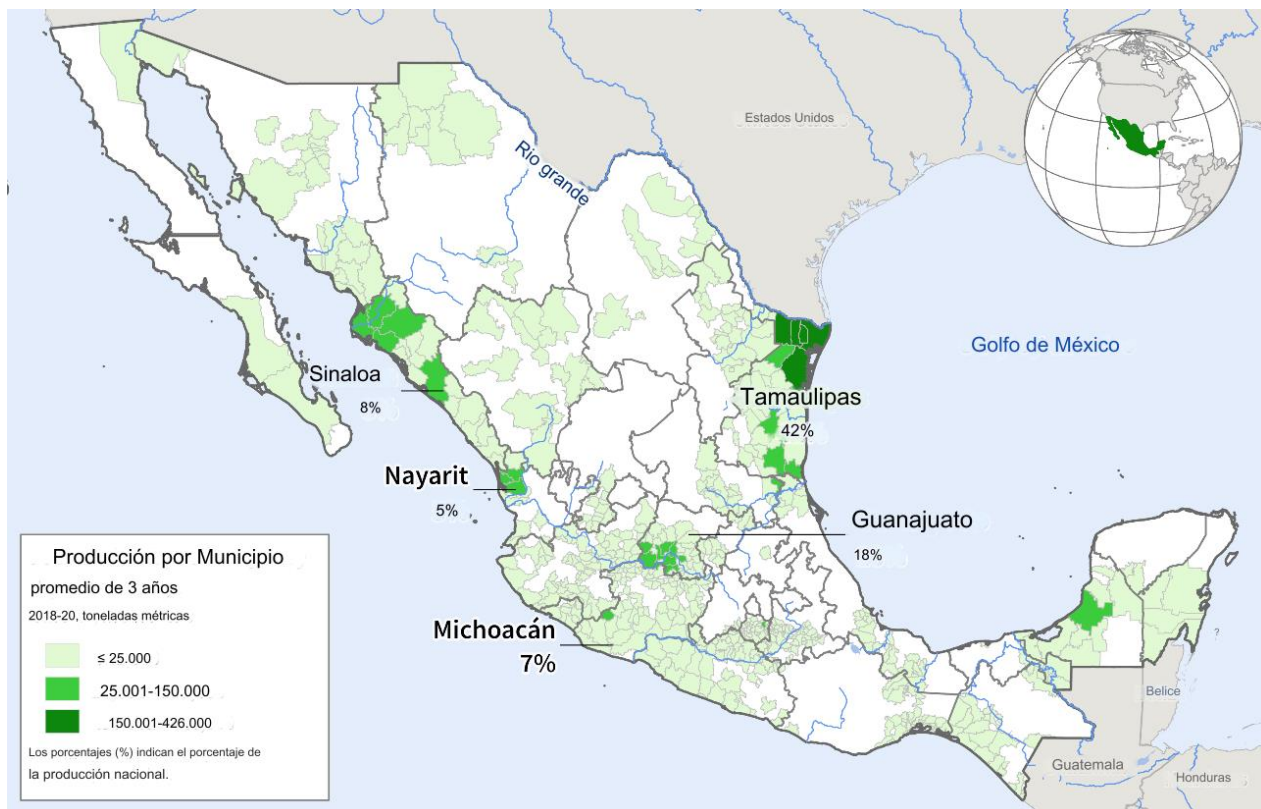 Estados Unidos
Rio grande
Golfo de México
Sinaloa
8%
Tamaulipas
42%
Nayarit
5%
Guanajuato
18%
Michoacán
7%
Belice
Guatemala
Honduras
Producción por Municipio
promedio de 3 años
2018-20, toneladas métricas
≤ 25.000
25.001-150.000
150.001-426.000
Los porcentajes (%) indican el porcentaje de
la producción nacional.